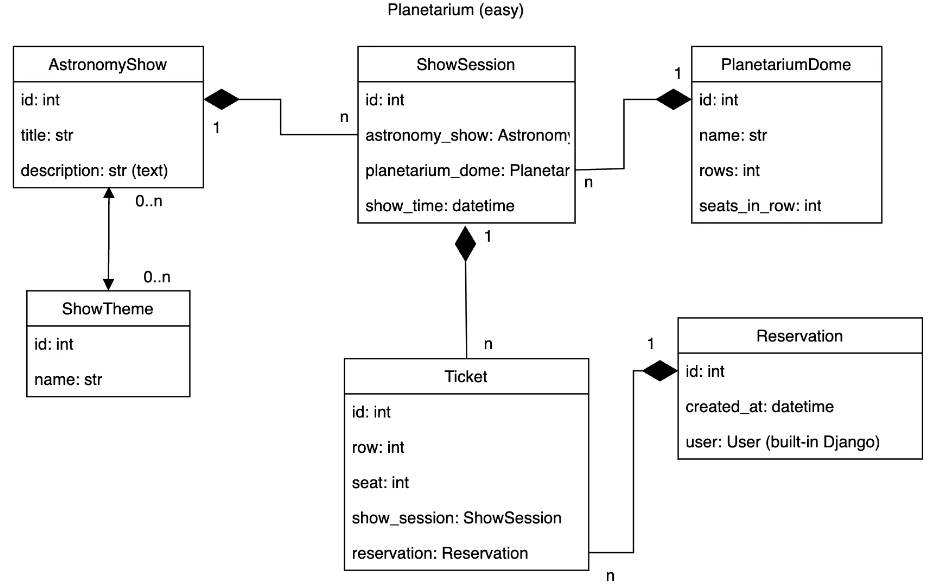 Planetarium (easy)
AstronomyShow
id: int
title: str
description: str (text)
1
n
ShowSession
id: int
astronomy_show: Astronomy
planetarium_dome: Planetar
show_time: datetime
1
n
PlanetariumDome
id: int
name: str
rows: int
seats_in_row: int
0..n
0..n
ShowTheme
id: int
name: str
1
n
Ticket
id: int
row: int
seat: int
show_session: ShowSession
reservation: Reservation
1
n
Reservation
id: int
created_at: datetime
user: User (built-in Django)